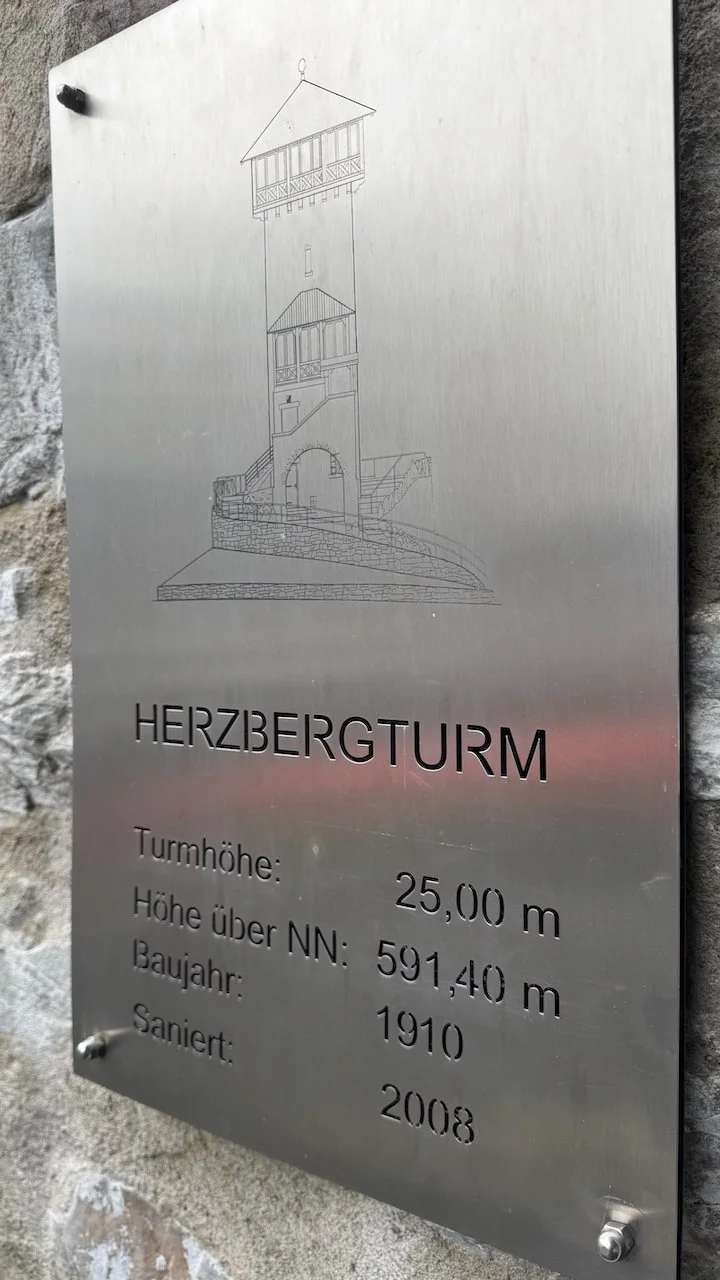 HERZBERGTURM
Turmhöhe: 25,00 m
Höhe über NN: 591,40 m
Baujahr: 1910
Saniert: 2008